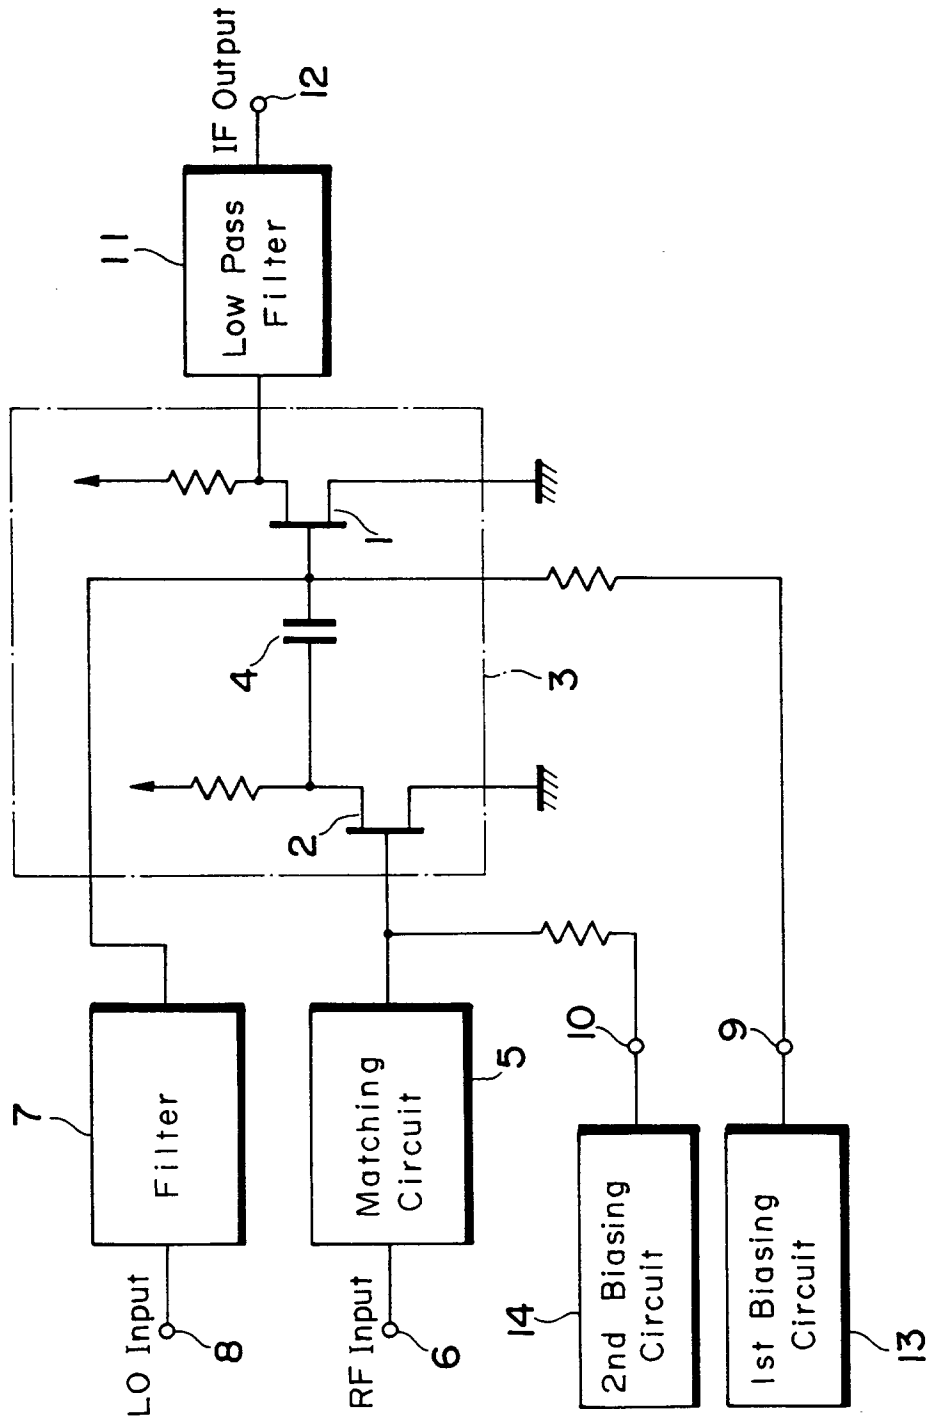 LO Input
8
7
Filter
RF Input
6
Matching
Circuit
5
2
4
1
3
11
Low Pass
Filter
IF Output
12
14
2nd Biasing
Circuit
10
1st Biasing
Circuit
13
9